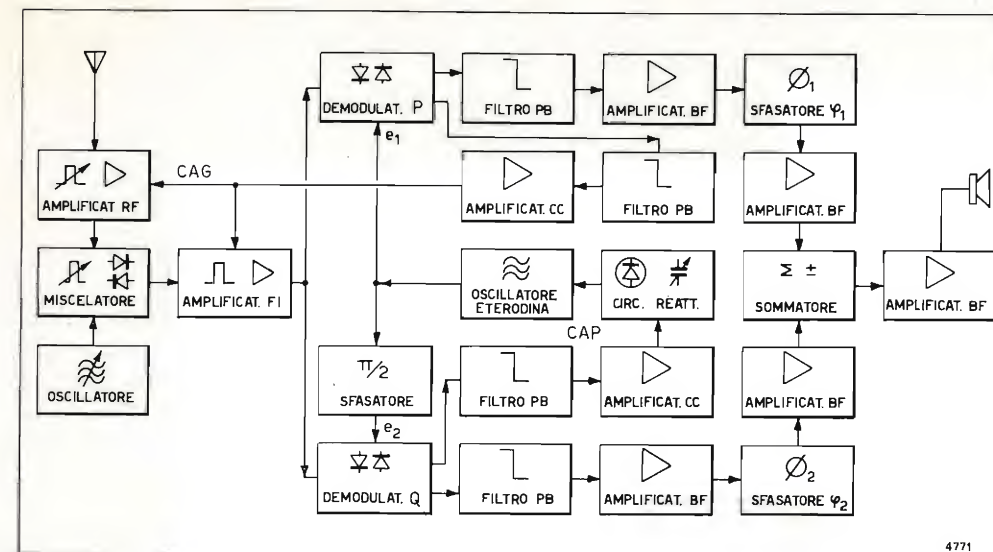 DEMODULAT. P
FILTRO PB
AMPLIFICAT. BF
Ø1
SFASATORE φ1
e1
CAG
AMPLIFICAT RF
AMPLIFICAT. CC
FILTRO PB
AMPLIFICAT. BF
MISCELATORE
AMPLIFICAT. FI
OSCILLATORE
ETERODINA
CIRC. REATT.
Σ ±
SOMMATORE
AMPLIFICAT. BF
CAP
OSCILLATORE
π/2
SFASATORE
FILTRO PB
AMPLIFICAT. CC
AMPLIFICAT. BF
e2
DEMODULAT. Q
FILTRO PB
AMPLIFICAT. BF
Ø2
SFASATORE φ2
4771